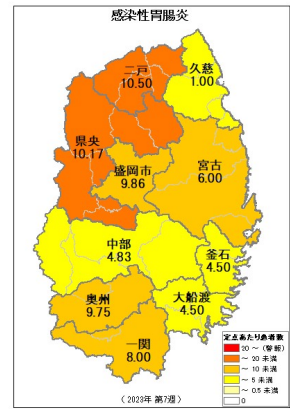 感染性胃腸炎
二戸
10.50
久慈
1.00
県央
10.17
盛岡市
9.86
宮古
6.00
中部
4.83
釜石
4.50
奥州
9.75
大船渡
4.50
一関
8.00
定点あたり患者数
20～(警報)
～ 20 未満
～ 10 未満
～ 5 未満
～ 0.5 未満
0
（2023年 第7週）